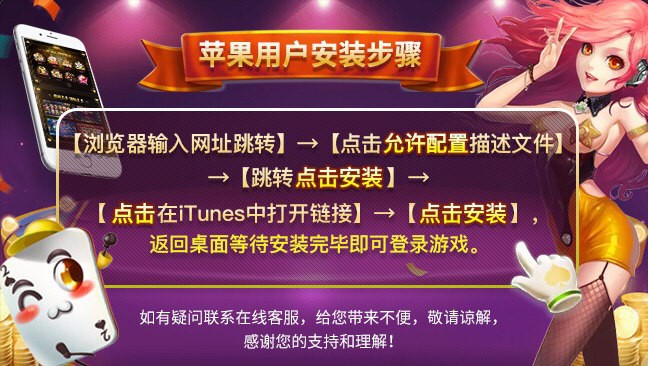 苹果用户安装步骤
【浏览器输入网址跳转】→【点击允许配置描述文件】
→【跳转点击安装】→
【点击在iTunes中打开链接】→【点击安装】，
返回桌面等待安装完毕即可登录游戏。
如有疑问联系在线客服，给您带来不便，敬请谅解，
感谢您的支持和理解！